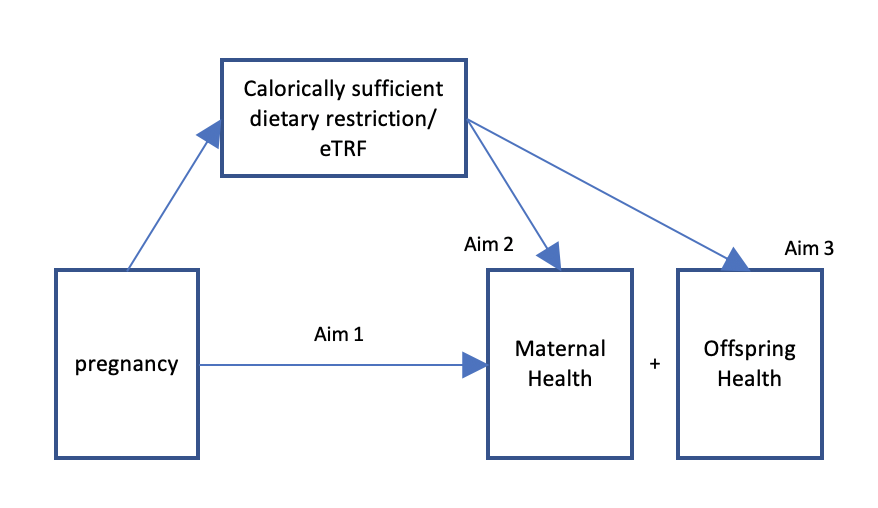 Calorically sufficient
dietary restriction/
eTRF
Aim 2
Aim 3
Aim 1
pregnancy
Maternal
Health
+
Offspring
Health